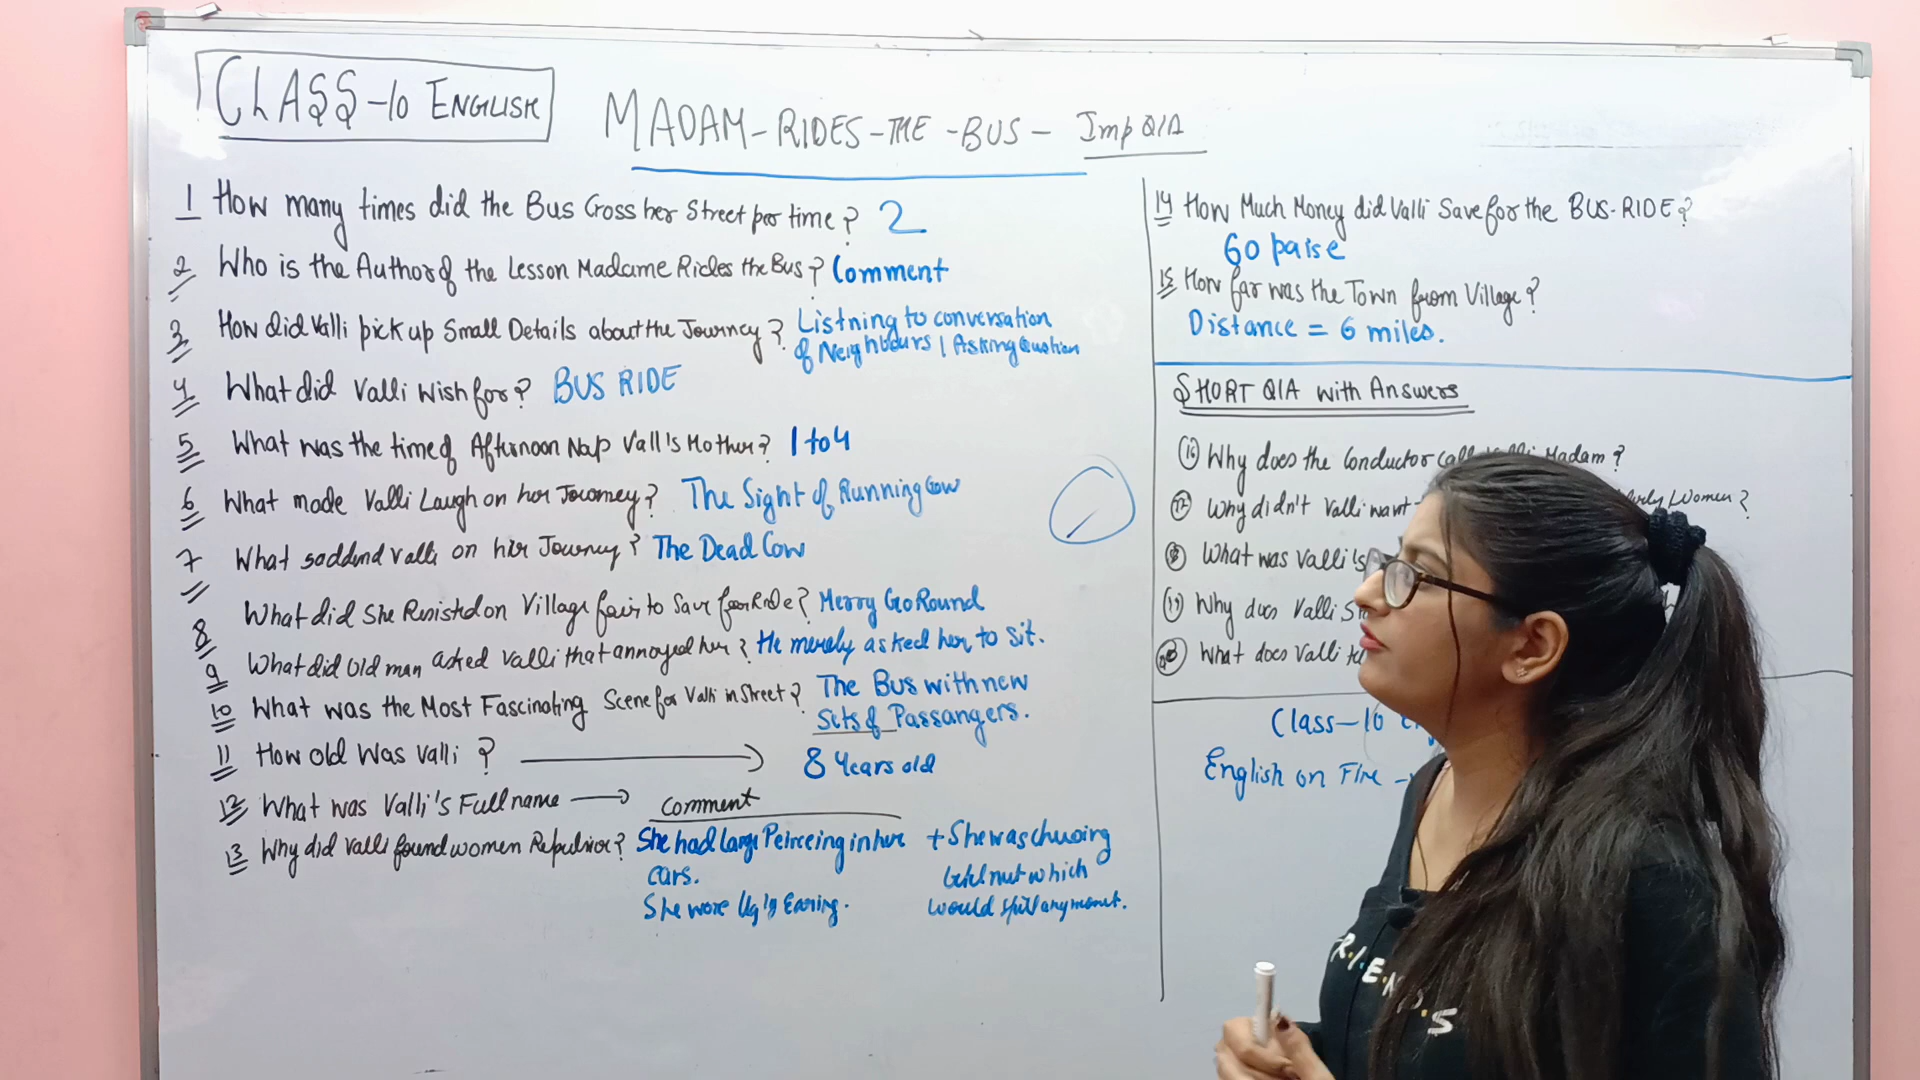 CLASS-10 ENGLISH
MADAM-RIDES-THE-BUS- Imp Q/A
1 How many times did the Bus Cross her Street per time? 2
2 Who is the Author of the Lesson Madame Rides the Bus? Comment
3 How did Valli pick up Small Details about the Journey? Listning to conversation
of Neighbours / Asking Qustion
4 What did Valli Wish for? BUS RIDE
5 What was the time of Afternoon Nap Vall's Mother? 1 to 4
6 What made Valli Laugh on her Journey? The Sight of Running Cow
7 What saddend Valli on her Journey? The Dead Cow
8 What did She Resisted on Village fair to Save for Ride? Merry Go Round
9 What did Old man asked Valli that annoyed her? He merely asked her to Sit.
10 What was the Most Fascinating Scene for Valli in Street? The Bus with new
Sets of Passangers.
11 How old Was Valli? 8 Years old
12 What was Valli's Full name Comment
13 Why did Valli found women Repulsive? She had large Peirceing in her
ears.
She wore Ug'ly Earing.
+ She was chwoing
betel nut which
would spill any momet.
14 How Much Money did Valli Save for the BUS-RIDE?
60 paise
15 How far was the Town from Village?
Distance = 6 miles.
SHORT Q/A with Answers
16 Why does the Conductor call Valli Madam?
17 Why didn't Valli want Women?
18 What was Valli's
19 Why does Valli
20 What does Valli
Class-10
English on Fire
FRIENDS